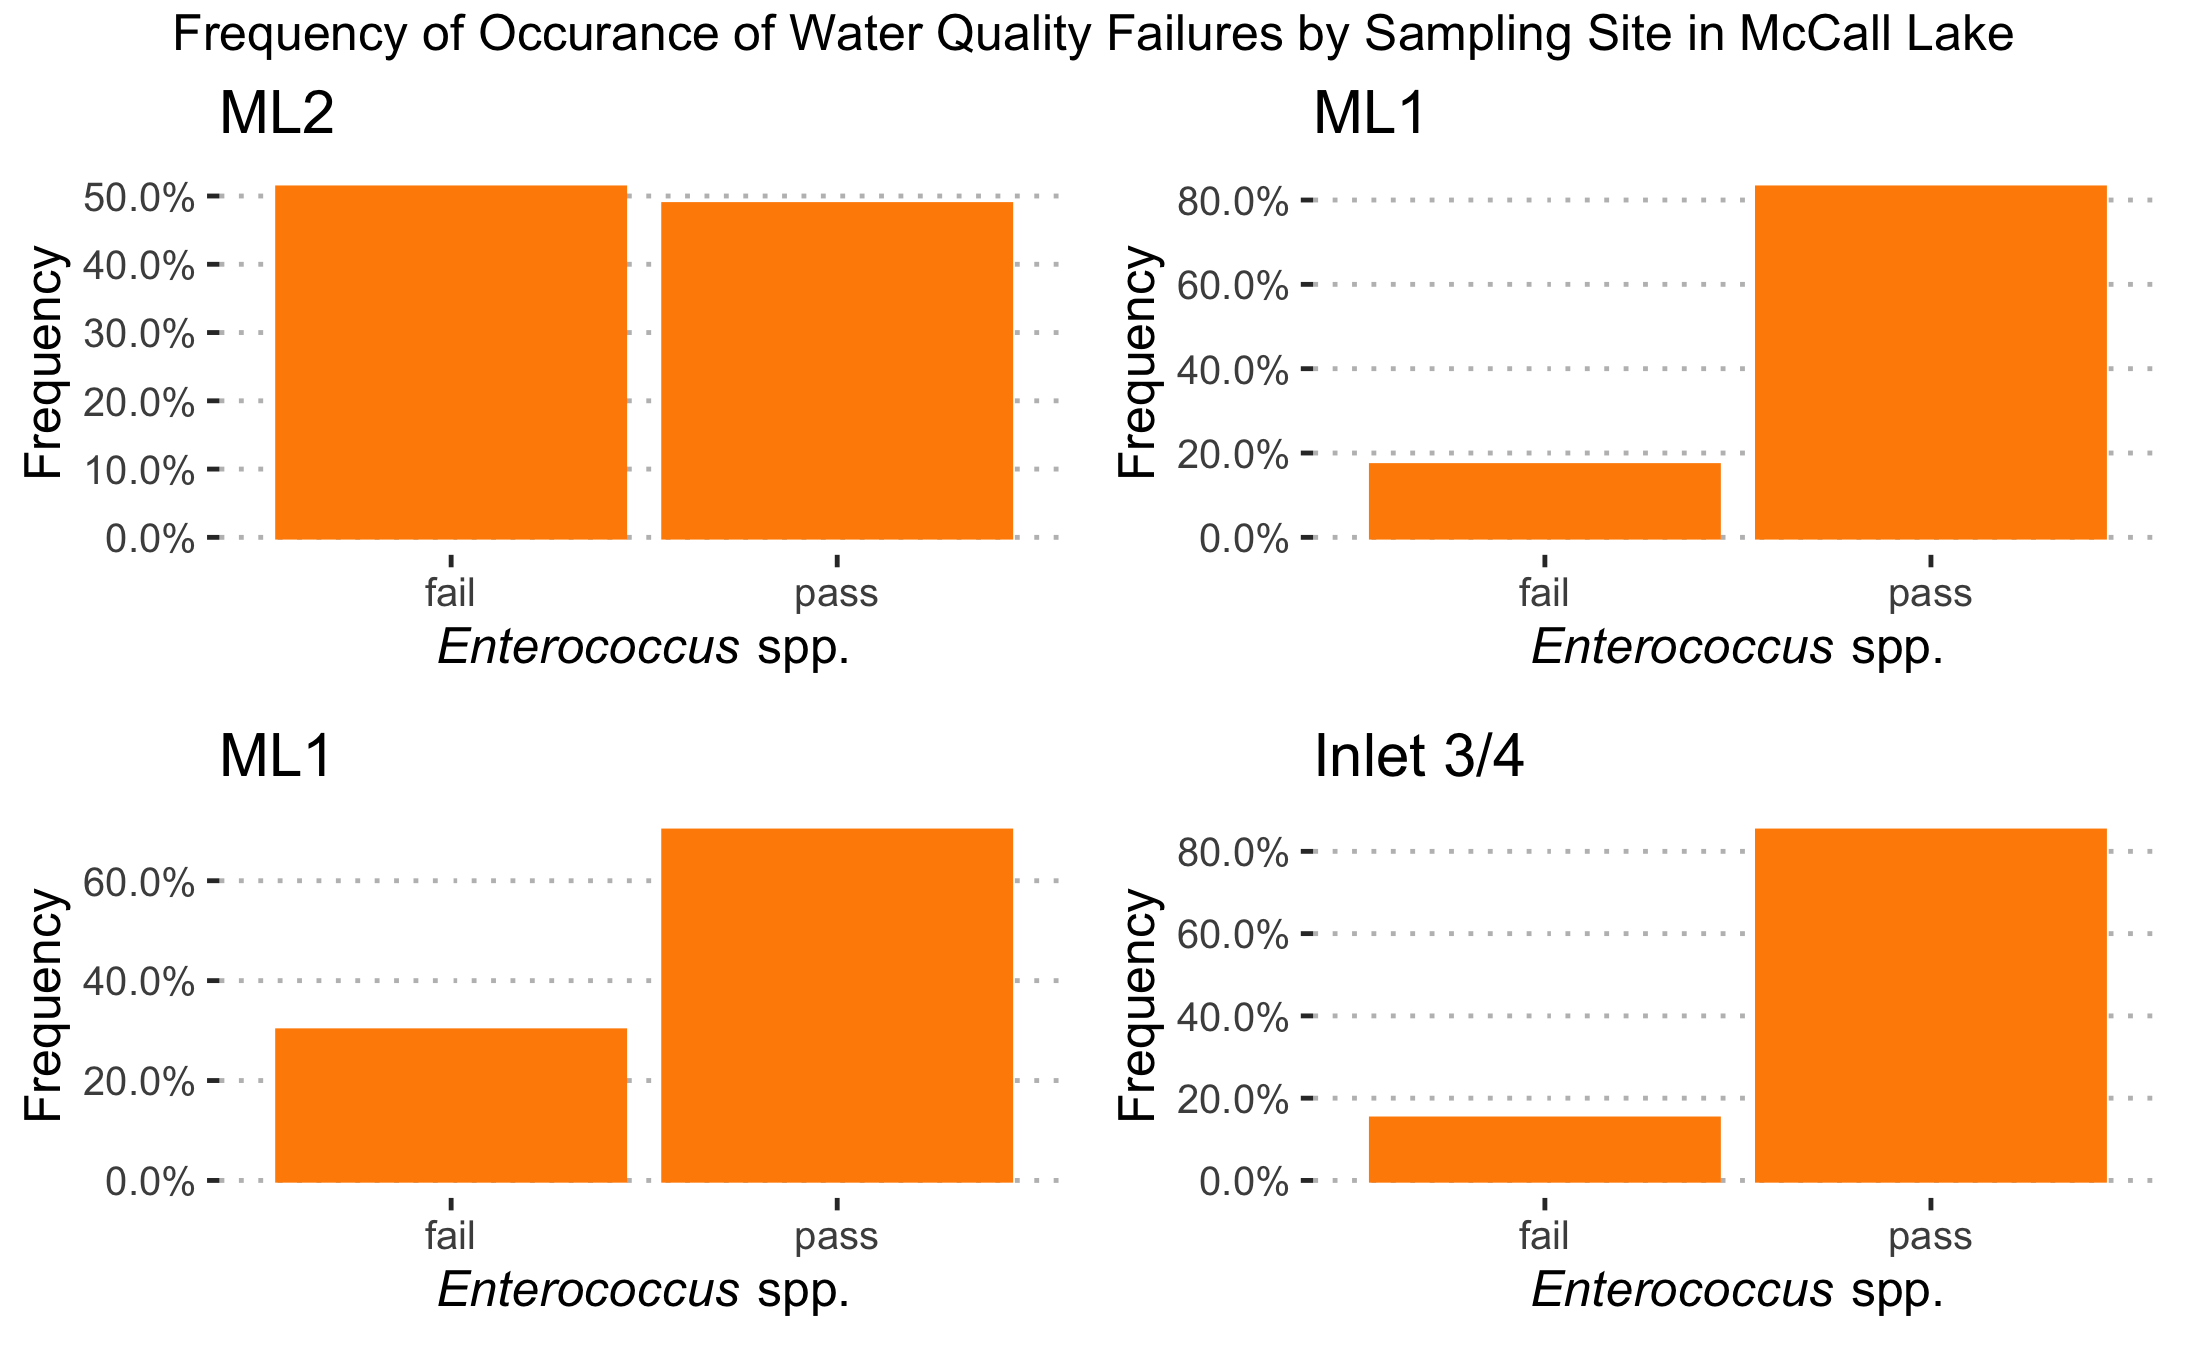 Frequency of Occurance of Water Quality Failures by Sampling Site in McCall Lake
ML2
Frequency
50.0%
40.0%
30.0%
20.0%
10.0%
0.0%
fail pass
Enterococcus spp.
ML1
Frequency
80.0%
60.0%
40.0%
20.0%
0.0%
fail pass
Enterococcus spp.
ML1
Frequency
60.0%
40.0%
20.0%
0.0%
fail pass
Enterococcus spp.
Inlet 3/4
Frequency
80.0%
60.0%
40.0%
20.0%
0.0%
fail pass
Enterococcus spp.